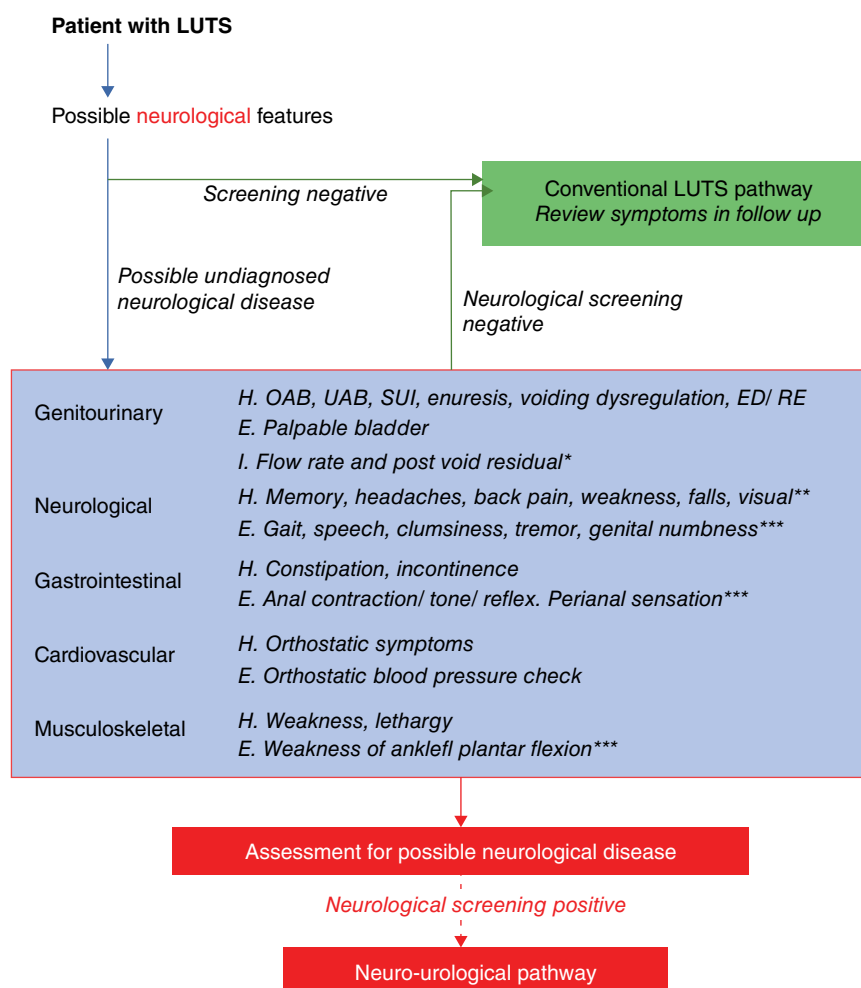 Patient with LUTS
Possible neurological features
Screening negative
Conventional LUTS pathway
Review symptoms in follow up
Possible undiagnosed
neurological disease
Neurological screening
negative
Genitourinary
H. OAB, UAB, SUI, enuresis, voiding dysregulation, ED/ RE
E. Palpable bladder
I. Flow rate and post void residual*
Neurological
H. Memory, headaches, back pain, weakness, falls, visual**
E. Gait, speech, clumsiness, tremor, genital numbness***
Gastrointestinal
H. Constipation, incontinence
E. Anal contraction/ tone/ reflex. Perianal sensation***
Cardiovascular
H. Orthostatic symptoms
E. Orthostatic blood pressure check
Musculoskeletal
H. Weakness, lethargy
E. Weakness of anklefl plantar flexion***
Assessment for possible neurological disease
Neurological screening positive
Neuro-urological pathway